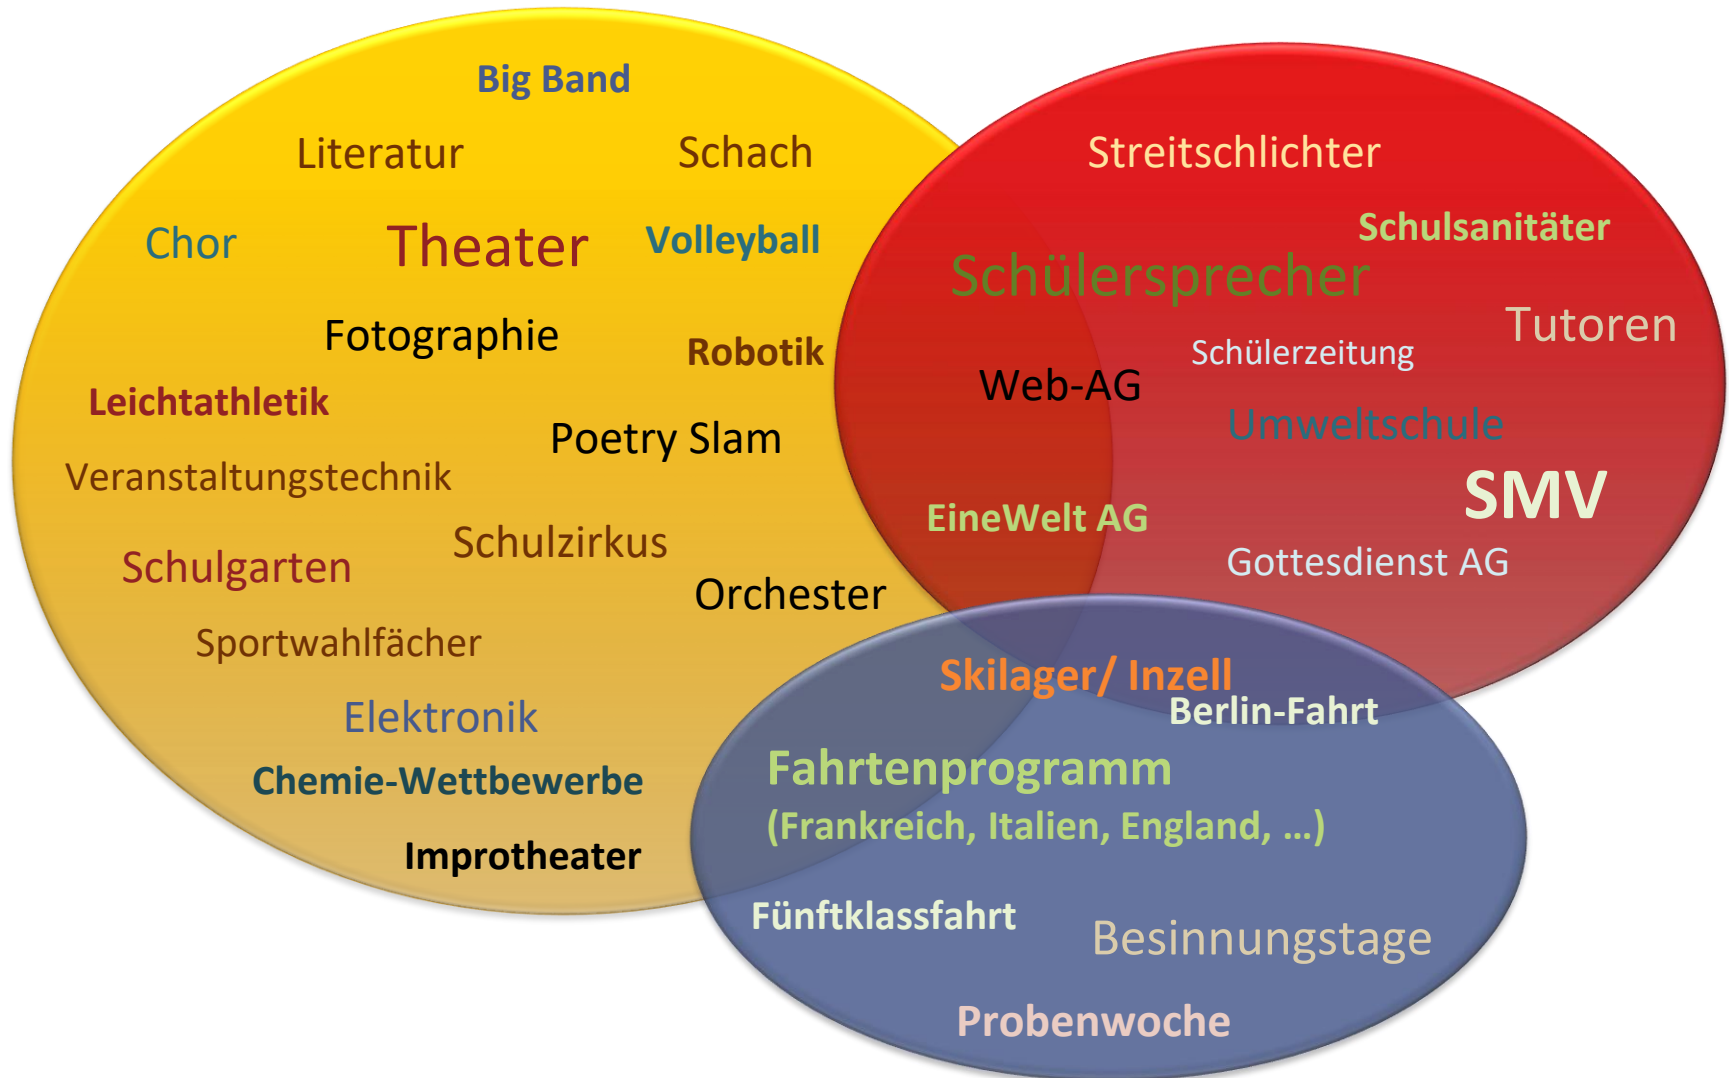 Big Band
Literatur
Schach
Chor
Theater
Volleyball
Fotographie
Robotik
Leichtathletik
Poetry Slam
Veranstaltungstechnik
Schulzirkus
Schulgarten
Orchester
Sportwahlfächer
Elektronik
Chemie-Wettbewerbe
Improtheater
Streitschlichter
Schulsanitäter
Schülersprecher
Tutoren
Schülerzeitung
Web-AG
Umweltschule
SMV
EineWelt AG
Gottesdienst AG
Skilager/ Inzell
Berlin-Fahrt
Fahrtenprogramm
(Frankreich, Italien, England, …)
Fünftklassfahrt
Besinnungstage
Probenwoche